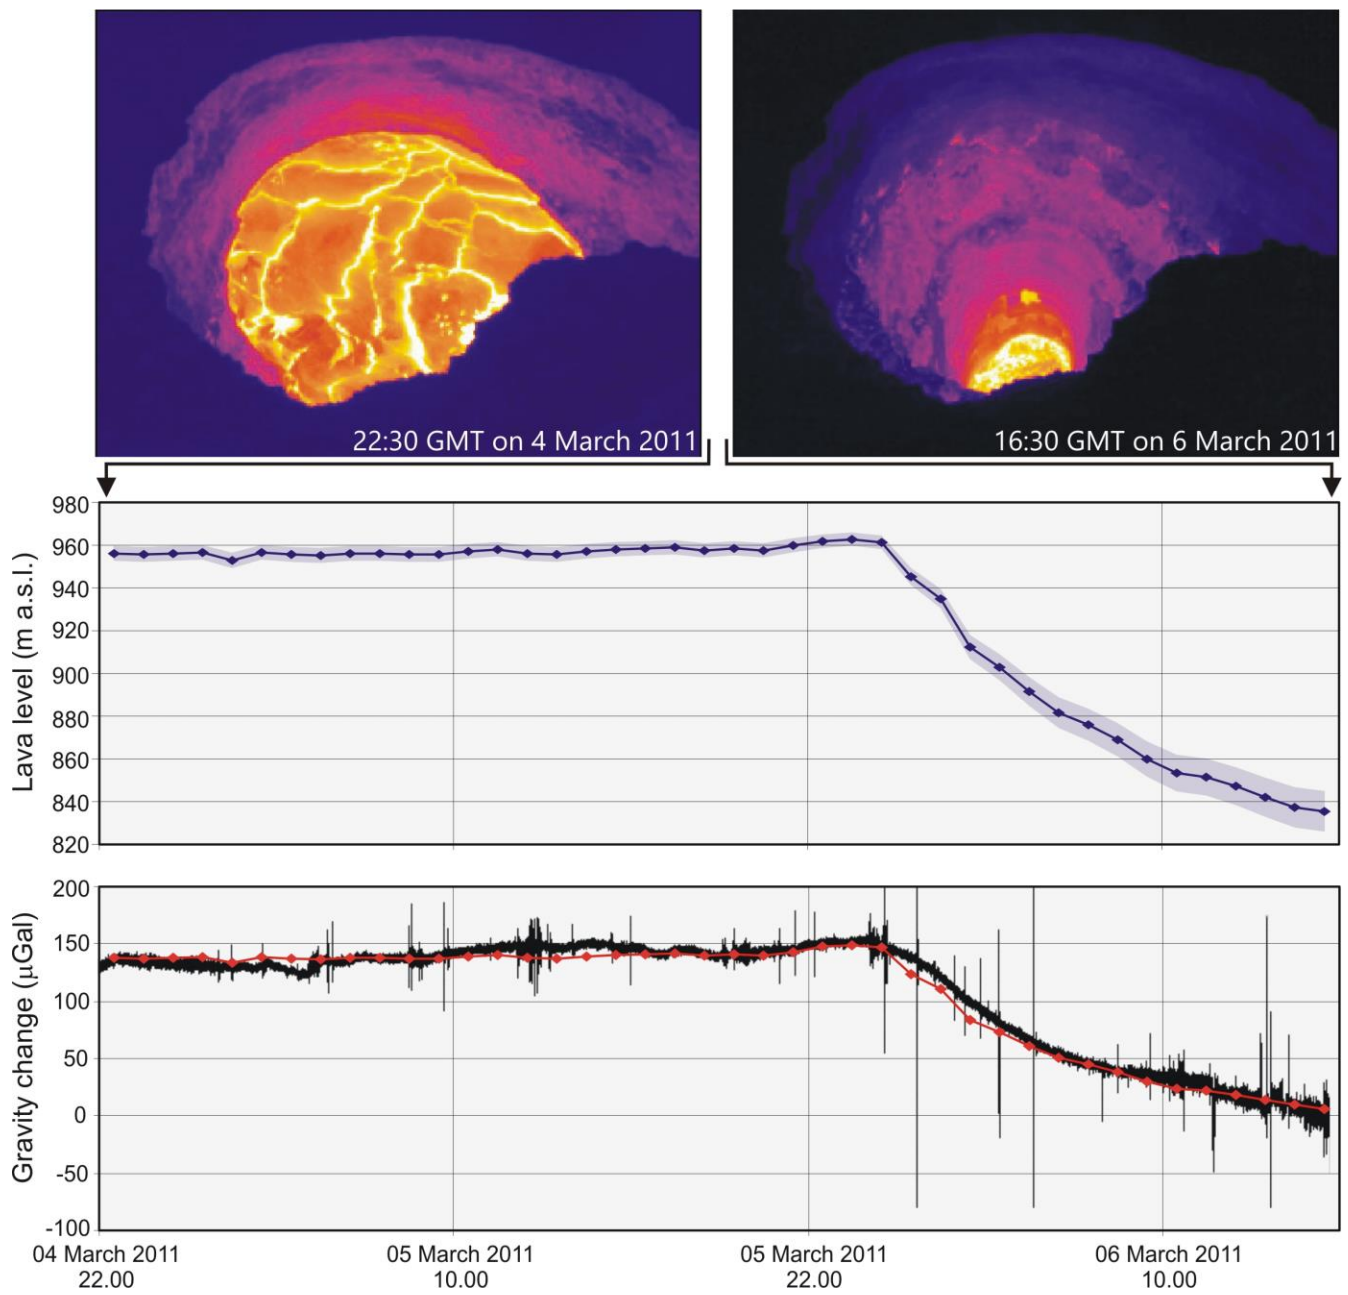 22:30 GMT on 4 March 2011
16:30 GMT on 6 March 2011
Lava level (m a.s.l.)
980
960
940
920
900
880
860
840
820
Gravity change (μGal)
200
150
100
50
0
-50
-100
04 March 2011
22.00
05 March 2011
10.00
05 March 2011
22.00
06 March 2011
10.00